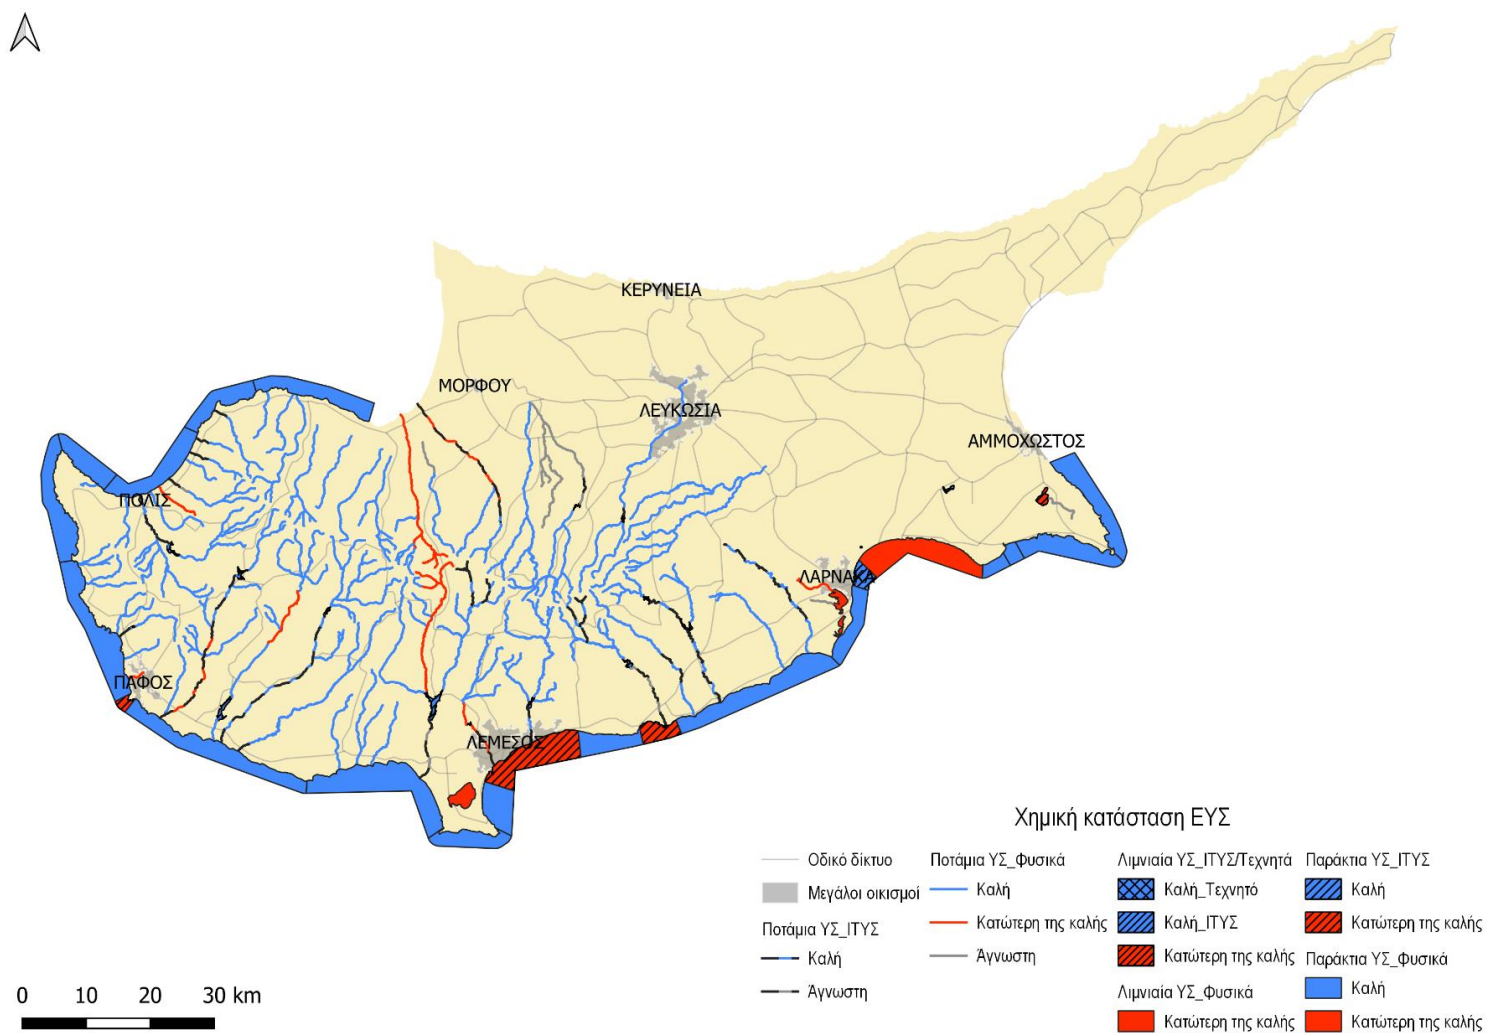 ΚΕΡΥΝΕΙΑ
ΜΟΡΦΟΥ
ΛΕΥΚΩΣΙΑ
ΑΜΜΟΧΩΣΤΟΣ
ΠΟΛΙΣ
ΛΑΡΝΑΚΑ
ΠΑΦΟΣ
ΛΕΜΕΣΟΣ
Χημική κατάσταση ΕΥΣ
Οδικό δίκτυο
Μεγάλοι οικισμοί
Ποτάμια ΥΣ_ΙΤΥΣ
Καλή
Άγνωστη
Ποτάμια ΥΣ_Φυσικά
Καλή
Κατώτερη της καλής
Άγνωστη
Λιμνιαία ΥΣ_ΙΤΥΣ/Τεχνητά
Καλή_Τεχνητό
Καλή_ΙΤΥΣ
Κατώτερη της καλής
Λιμνιαία ΥΣ_Φυσικά
Κατώτερη της καλής
Παράκτια ΥΣ_ΙΤΥΣ
Καλή
Κατώτερη της καλής
Παράκτια ΥΣ_Φυσικά
Καλή
Κατώτερη της καλής
0 10 20 30 km